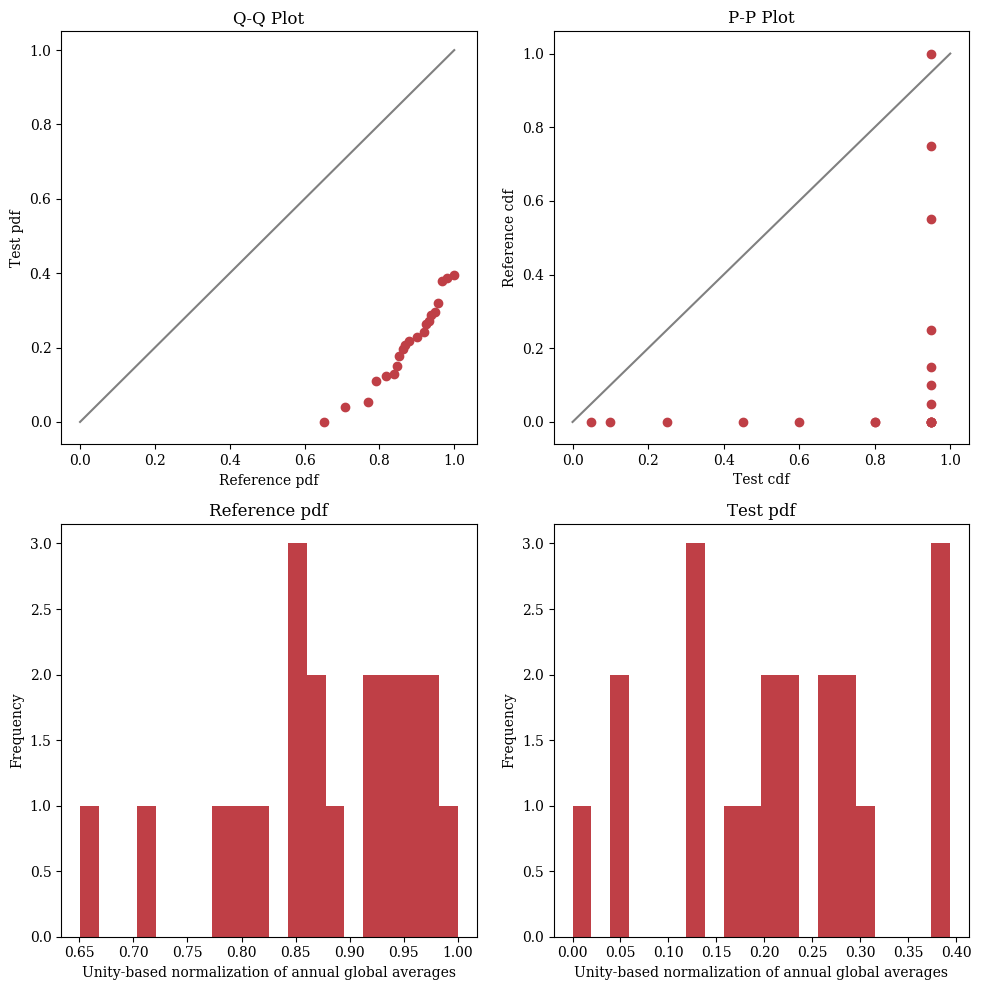 Q-Q Plot
1.0
0.8
0.6
0.4
0.2
0.0
Test pdf
0.0 0.2 0.4 0.6 0.8 1.0
Reference pdf
P-P Plot
1.0
0.8
0.6
0.4
0.2
0.0
Reference cdf
0.0 0.2 0.4 0.6 0.8 1.0
Test cdf
Reference pdf
3.0
2.5
2.0
1.5
1.0
0.5
0.0
Frequency
0.65 0.70 0.75 0.80 0.85 0.90 0.95 1.00
Unity-based normalization of annual global averages
Test pdf
3.0
2.5
2.0
1.5
1.0
0.5
0.0
Frequency
0.00 0.05 0.10 0.15 0.20 0.25 0.30 0.35 0.40
Unity-based normalization of annual global averages